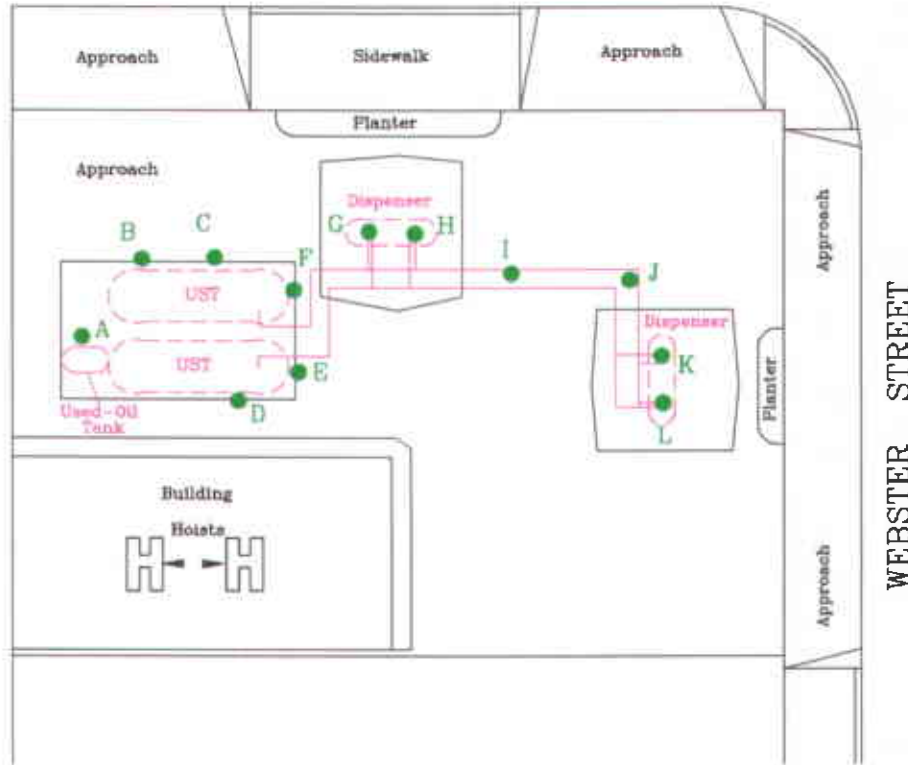 Approach
Sidewalk
Approach
Planter
Approach
Dispenser
G
H
B
C
F
I
J
UST
Approach
A
Dispenser
UST
E
K
Planter
D
Used-Oil
Tank
L
WEBSTER STREET
Building
Hoists
Approach